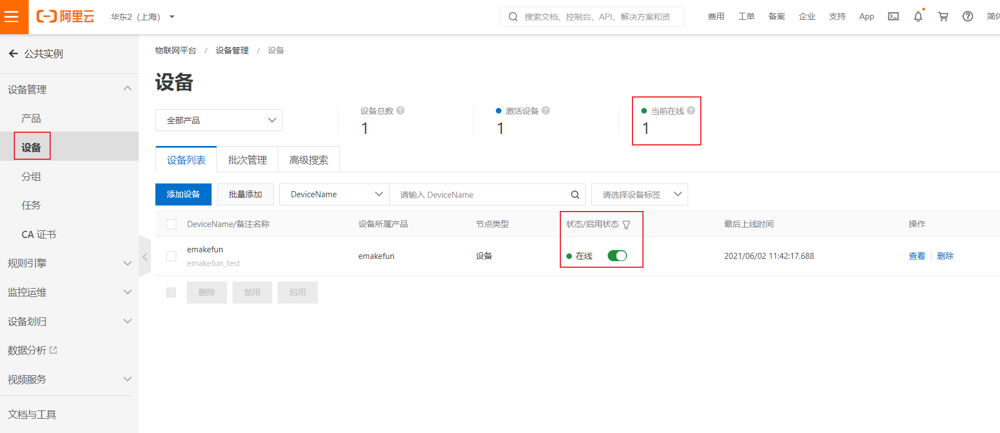 阿里云
华东2（上海）
搜索文档、控制台、API、解决方案和资
费用
工单
备案
企业
支持
App
简体
公共实例
设备管理
产品
设备
分组
任务
CA 证书
规则引擎
监控运维
设备划归
数据分析
视频服务
文档与工具
物联网平台 / 设备管理 / 设备
设备
全部产品
设备总数
1
激活设备
1
当前在线
1
设备列表
批次管理
高级搜索
添加设备
批量添加
DeviceName
请输入 DeviceName
请选择设备标签
DeviceName/备注名称
设备所属产品
节点类型
状态/启用状态
最后上线时间
操作
emakefun
emakefun_test
emakefun
设备
在线
2021/06/02 11:42:17.688
查看
删除
删除
禁用
启用